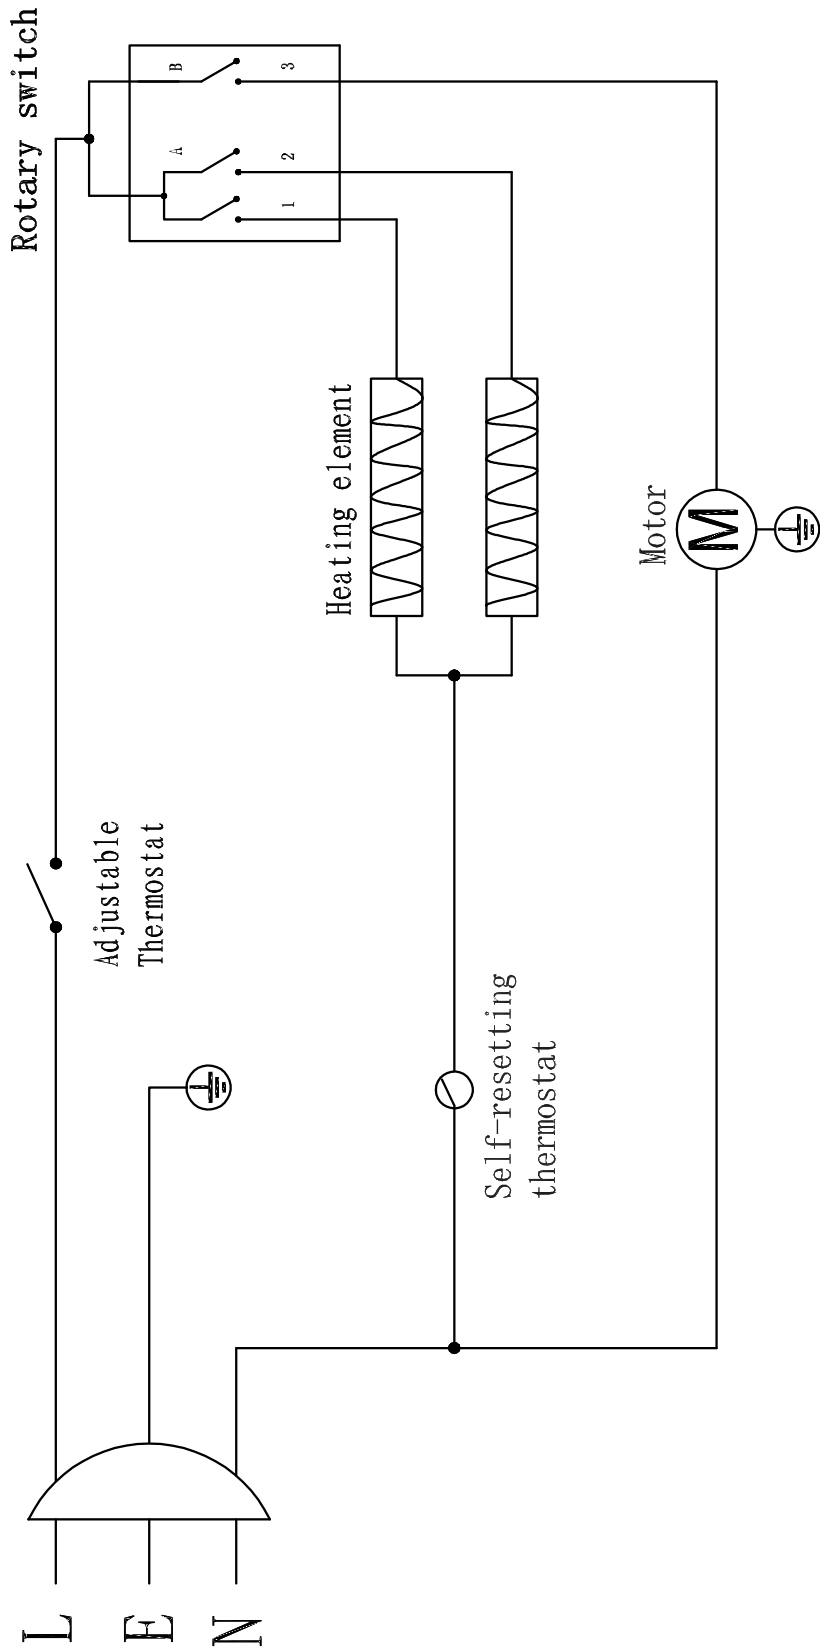 L
E
N
Adjustable
Thermostat
Self-resetting
thermostat
Heating element
Motor
M
Rotary switch
B
A
3
2
1